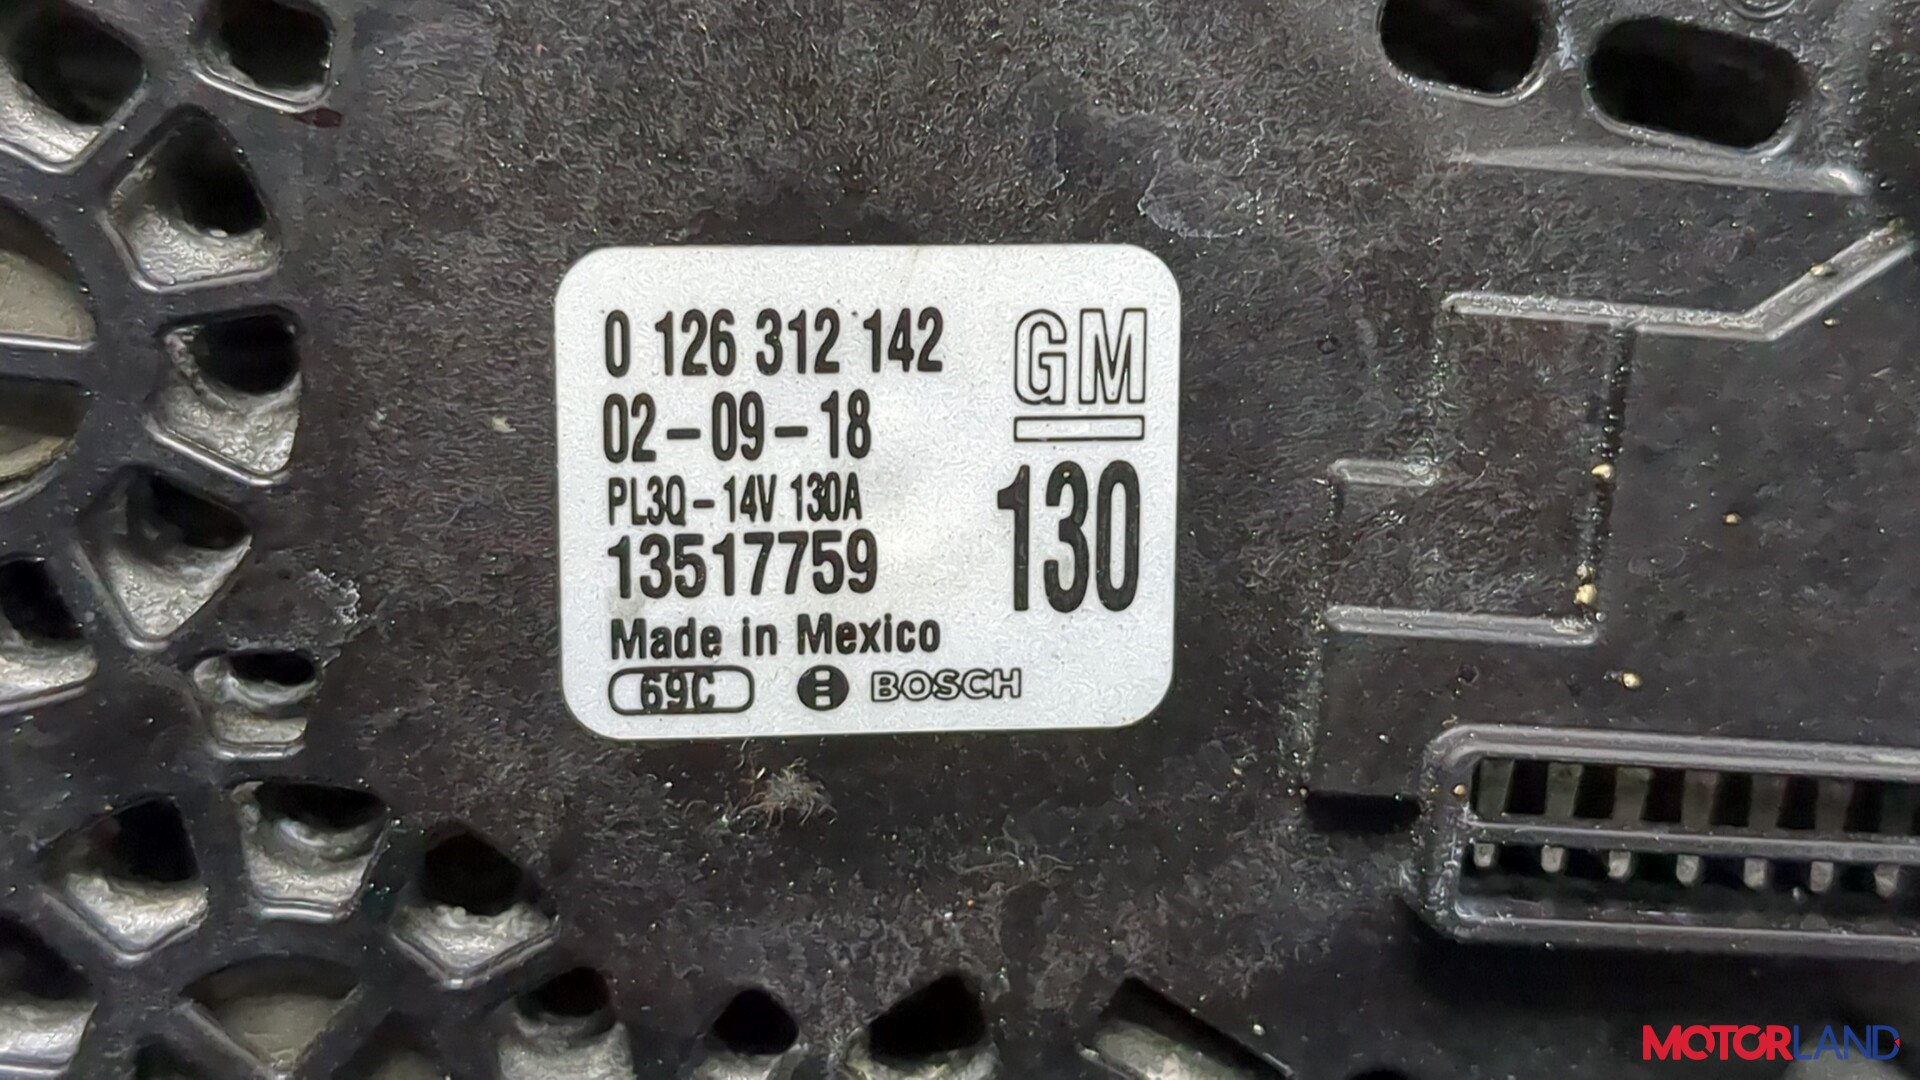 0 126 312 142
GM
02-09-18
PL3Q-14V 130A
130
13517759
Made in Mexico
69C BOSCH
MOTORLAND